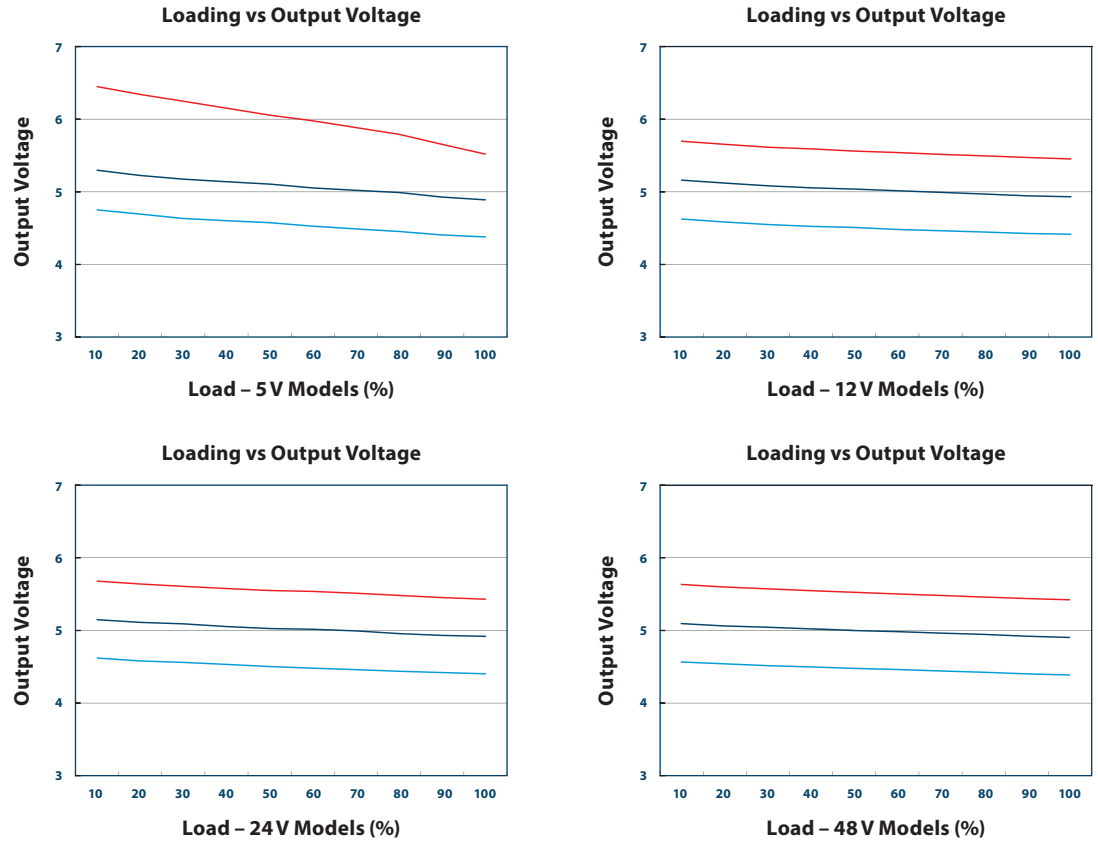 Loading vs Output Voltage
7
6
5
4
3
Output Voltage
10 20 30 40 50 60 70 80 90 100
Load – 5 V Models (%)
Loading vs Output Voltage
7
6
5
4
3
Output Voltage
10 20 30 40 50 60 70 80 90 100
Load – 12 V Models (%)
Loading vs Output Voltage
7
6
5
4
3
Output Voltage
10 20 30 40 50 60 70 80 90 100
Load – 24 V Models (%)
Loading vs Output Voltage
7
6
5
4
3
Output Voltage
10 20 30 40 50 60 70 80 90 100
Load – 48 V Models (%)